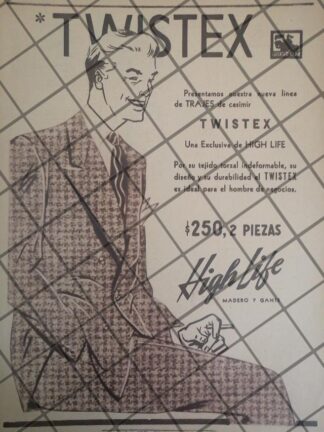 *TWISTEX
Presentamos nuestra nueva línea
de TRAJES de casimir
TWISTEX
Una Exclusiva de HIGH LIFE
Por su tejido torsal indeformable, su
diseño y su durabilidad el TWISTEX
es ideal para el hombre de negocios.
$250, 2 PIEZAS
High Life
MADERO Y GANTE